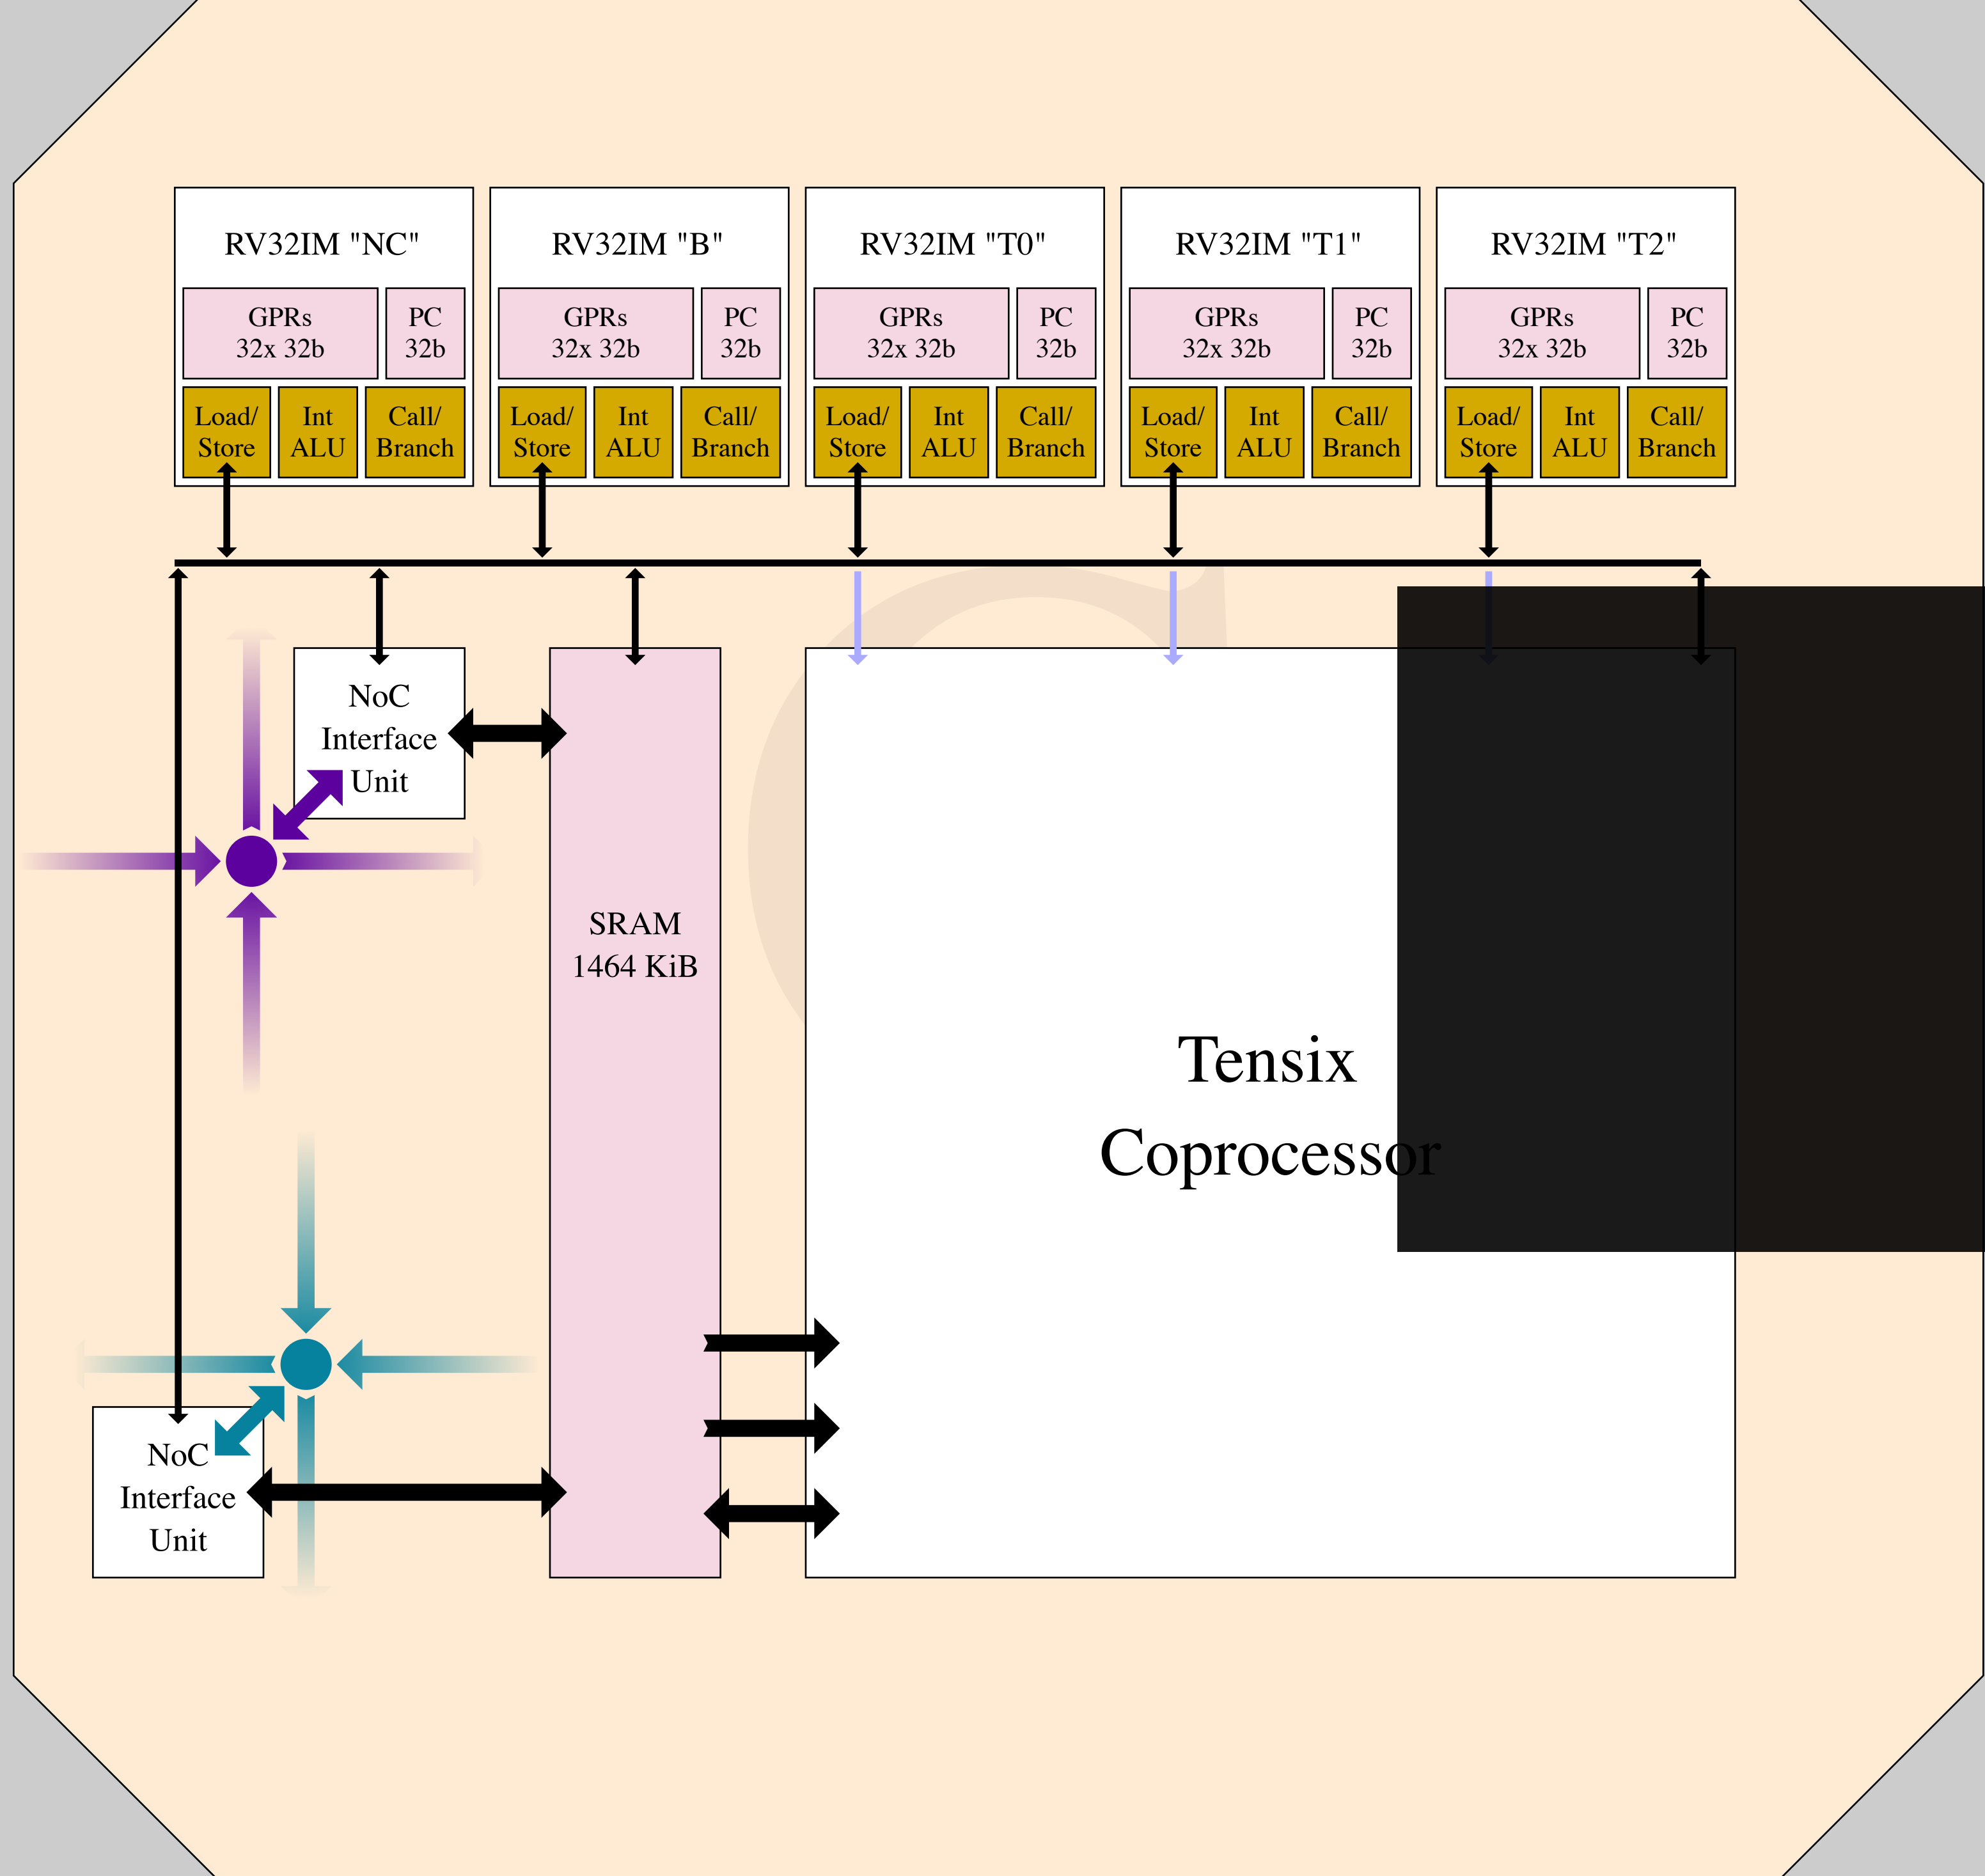 RV32IM "NC"
GPRs
32x 32b
PC
32b
Load/
Store
Int
ALU
Call/
Branch
RV32IM "B"
GPRs
32x 32b
PC
32b
Load/
Store
Int
ALU
Call/
Branch
RV32IM "T0"
GPRs
32x 32b
PC
32b
Load/
Store
Int
ALU
Call/
Branch
RV32IM "T1"
GPRs
32x 32b
PC
32b
Load/
Store
Int
ALU
Call/
Branch
RV32IM "T2"
GPRs
32x 32b
PC
32b
Load/
Store
Int
ALU
Call/
Branch
NoC
Interface
Unit
SRAM
1464 KiB
Tensix
Coprocessor
NoC
Interface
Unit